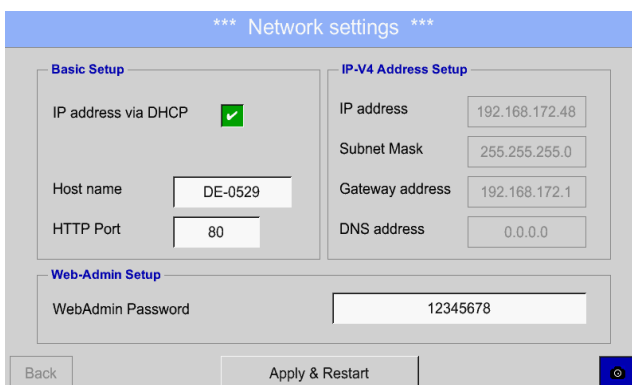 *** Network settings ***
Basic Setup
IP address via DHCP
Host name DE-0529
HTTP Port 80
IP-V4 Address Setup
IP address 192.168.172.48
Subnet Mask 255.255.255.0
Gateway address 192.168.172.1
DNS address 0.0.0.0
Web-Admin Setup
WebAdmin Password 12345678
Back Apply & Restart